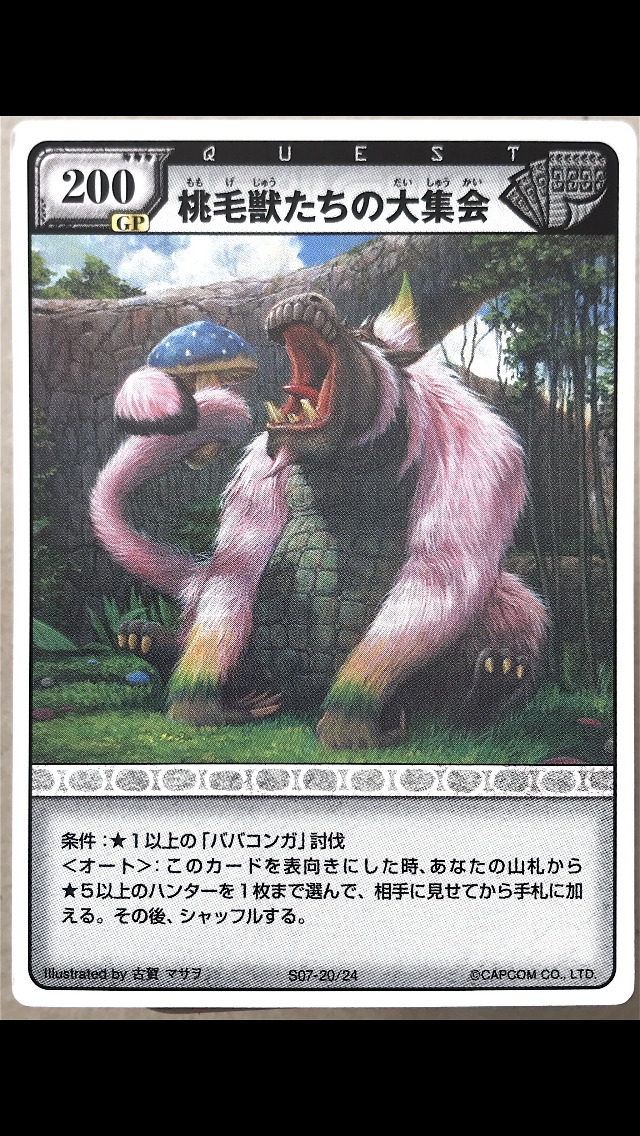 QUEST
200
GP
もも げ じゅう だい しゅう かい
桃毛獣たちの大集会
条件：★1以上の「ババコンガ」討伐
＜オート＞：このカードを表向きにした時、あなたの山札から
★5以上のハンターを1枚まで選んで、相手に見せてから手札に加
える。その後、シャッフルする。
Illustrated by 古賀 マサヲ S07-20/24 ©CAPCOM CO., LTD.